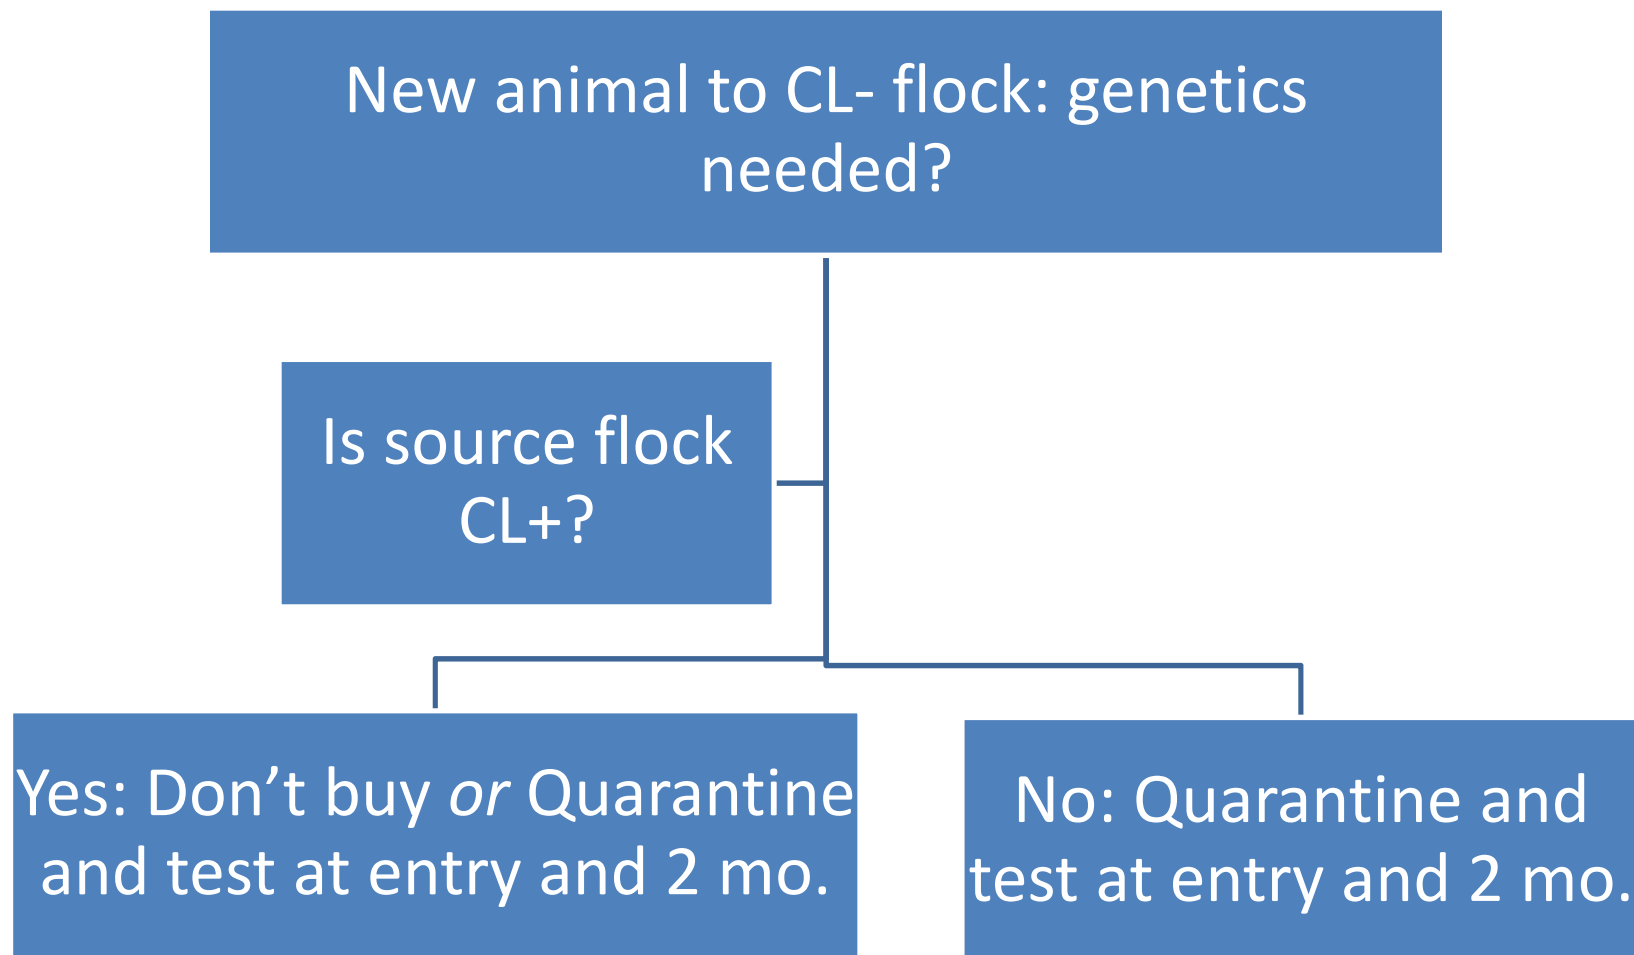 New animal to CL- flock: genetics
needed?
Is source flock
CL+?
Yes: Don’t buy or Quarantine
and test at entry and 2 mo.
No: Quarantine and
test at entry and 2 mo.